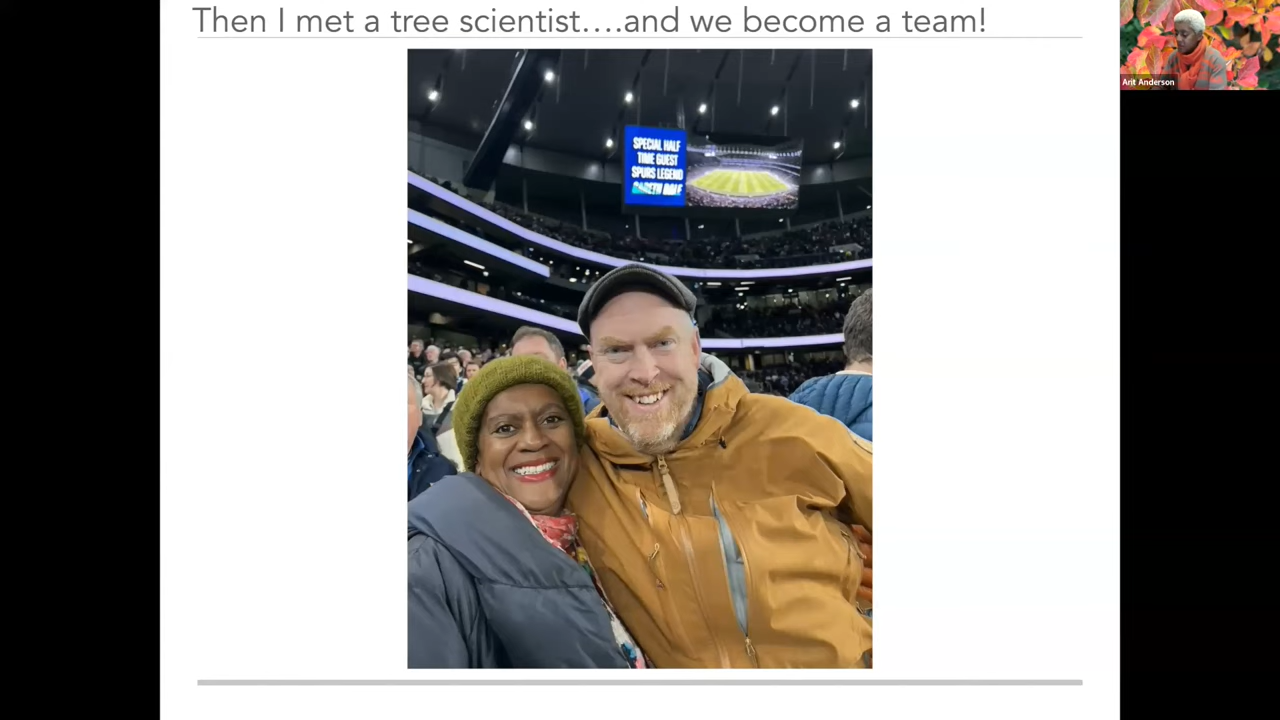 Then I met a tree scientist….and we become a team!
Arit Anderson
SPECIAL HALF
TIME GUEST
SPURS LEGEND